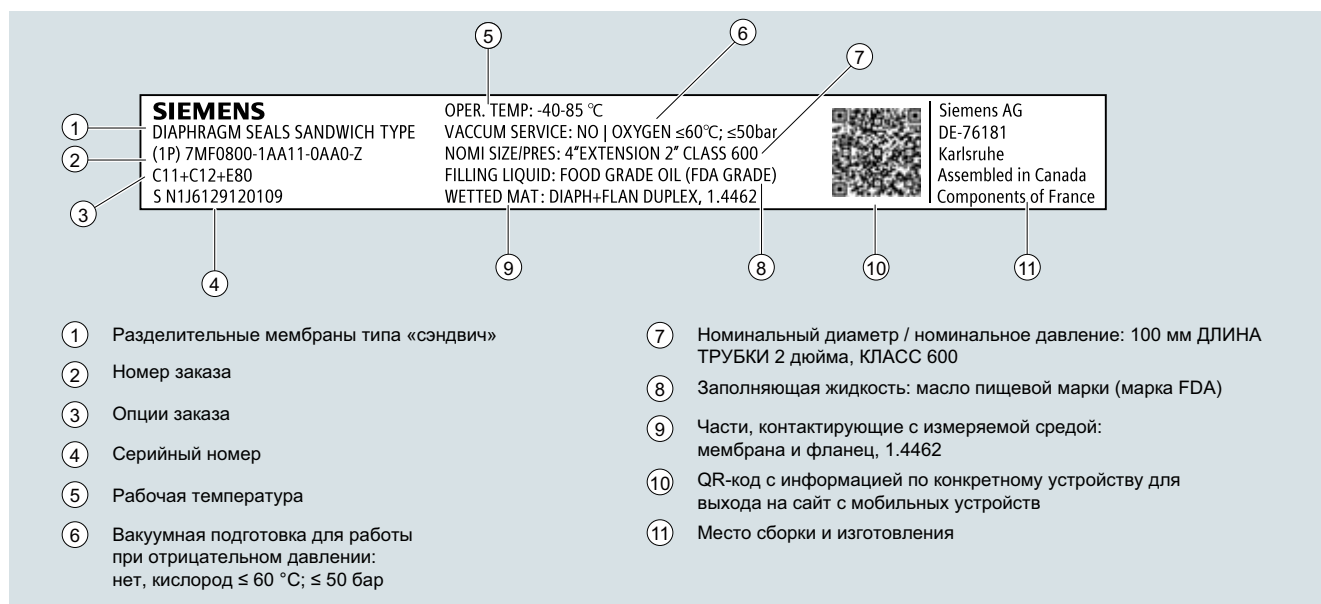 5
6
7
SIEMENS
DIAPHRAGM SEALS SANDWICH TYPE
(1P) 7MF0800-1AA11-0AA0-Z
C11+C12+E80
S N1J6129120109
OPER. TEMP: -40-85 °C
VACCUM SERVICE: NO | OXYGEN ≤60°C; ≤50bar
NOMI SIZE/PRES: 4"EXTENSION 2" CLASS 600
FILLING LIQUID: FOOD GRADE OIL (FDA GRADE)
WETTED MAT: DIAPH+FLAN DUPLEX, 1.4462
Siemens AG
DE-76181
Karlsruhe
Assembled in Canada
Components of France
1
2
3
4
9
8
10
11
1 Разделительные мембраны типа «сэндвич»
2 Номер заказа
3 Опции заказа
4 Серийный номер
5 Рабочая температура
6 Вакуумная подготовка для работы
при отрицательном давлении:
нет, кислород ≤ 60 °C; ≤ 50 бар
7 Номинальный диаметр / номинальное давление: 100 мм ДЛИНА
ТРУБКИ 2 дюйма, КЛАСС 600
8 Заполняющая жидкость: масло пищевой марки (марка FDA)
9 Части, контактирующие с измеряемой средой:
мембрана и фланец, 1.4462
10 QR-код с информацией по конкретному устройству для
выхода на сайт с мобильных устройств
11 Место сборки и изготовления